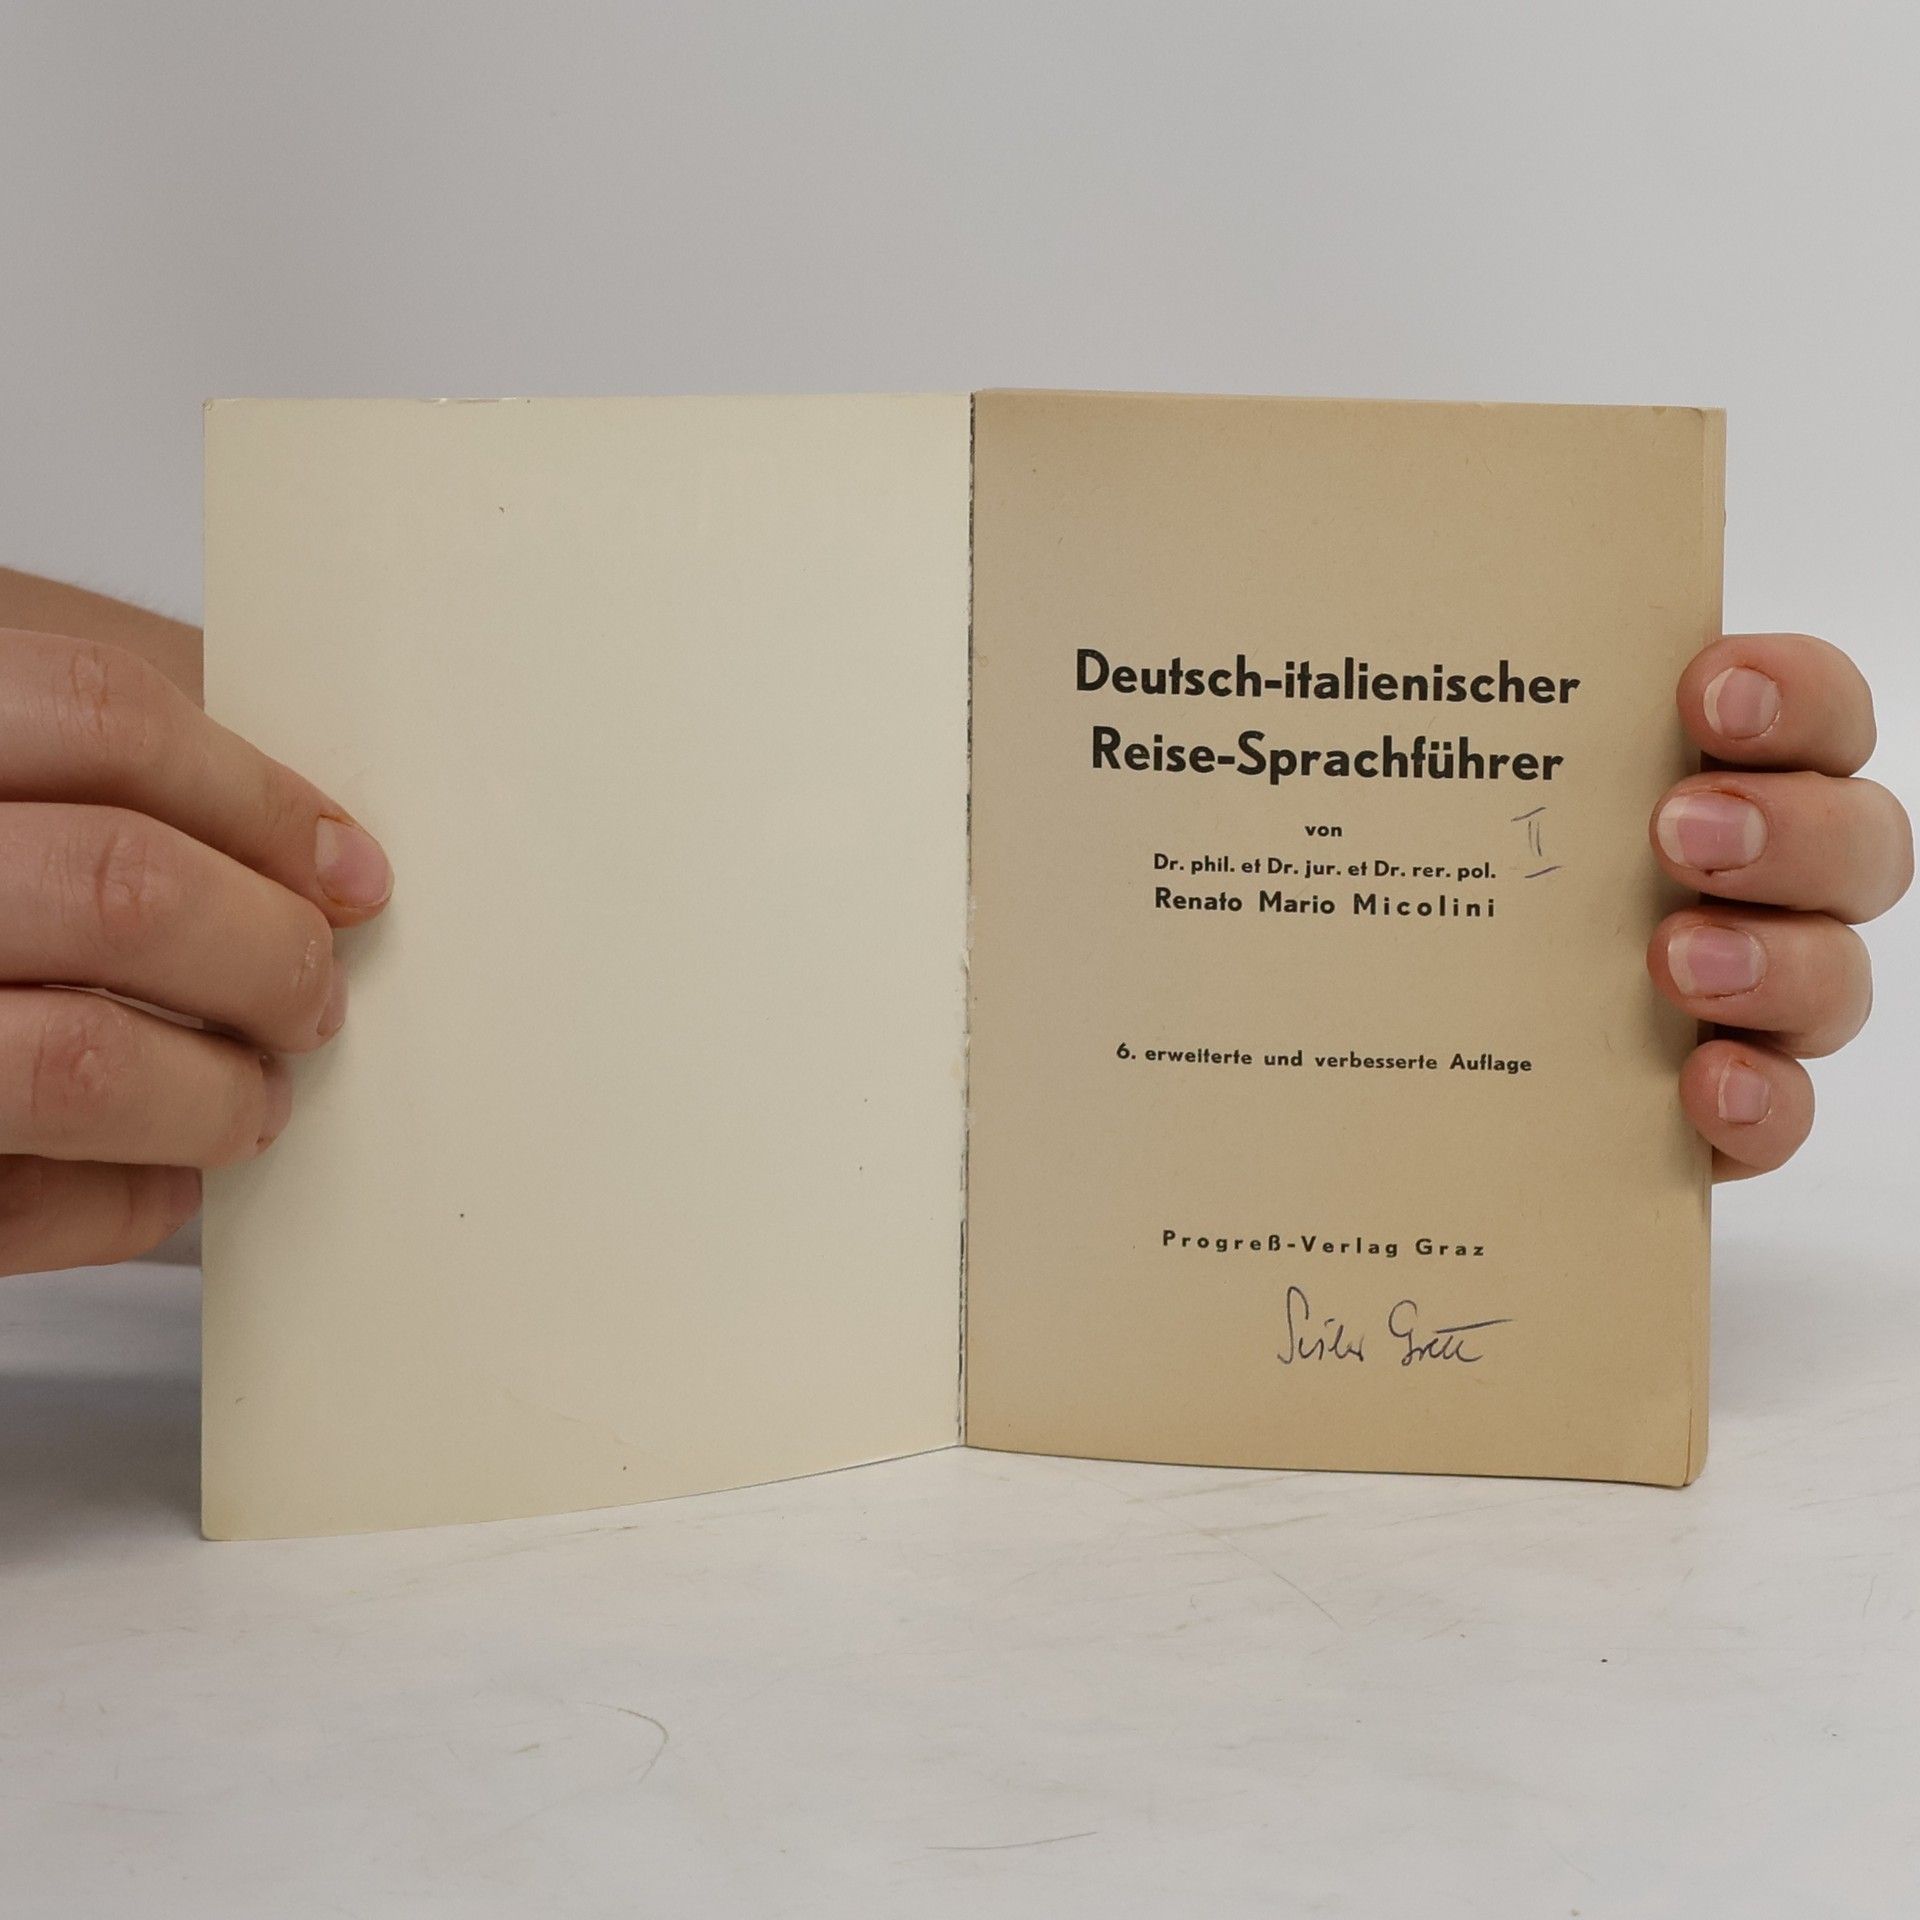 Deutsch-italienischer
Reise-Sprachführer
von
II
Dr. phil. et Dr. jur. et Dr. rer. pol.
Renato Mario Micolini
6. erweiterte und verbesserte Auflage
Progreß-Verlag Graz